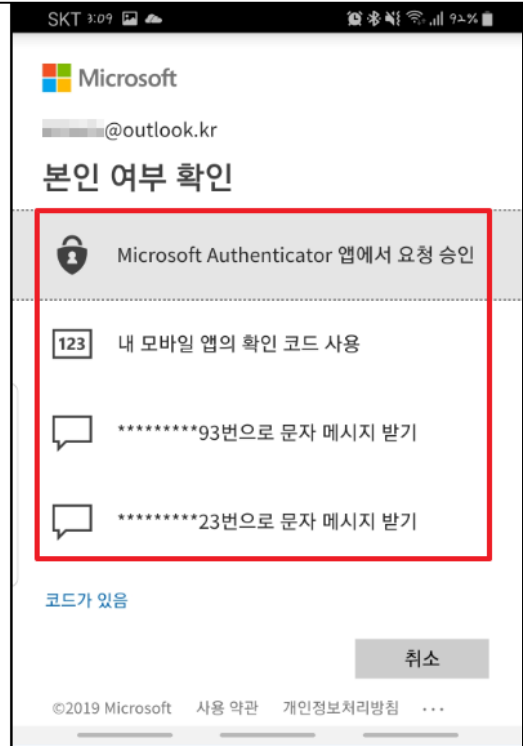 SKT 3:09 92%
Microsoft
@outlook.kr
본인 여부 확인
Microsoft Authenticator 앱에서 요청 승인
123 내 모바일 앱의 확인 코드 사용
*********93번으로 문자 메시지 받기
*********23번으로 문자 메시지 받기
코드가 있음
취소
©2019 Microsoft 사용 약관 개인정보처리방침 ...